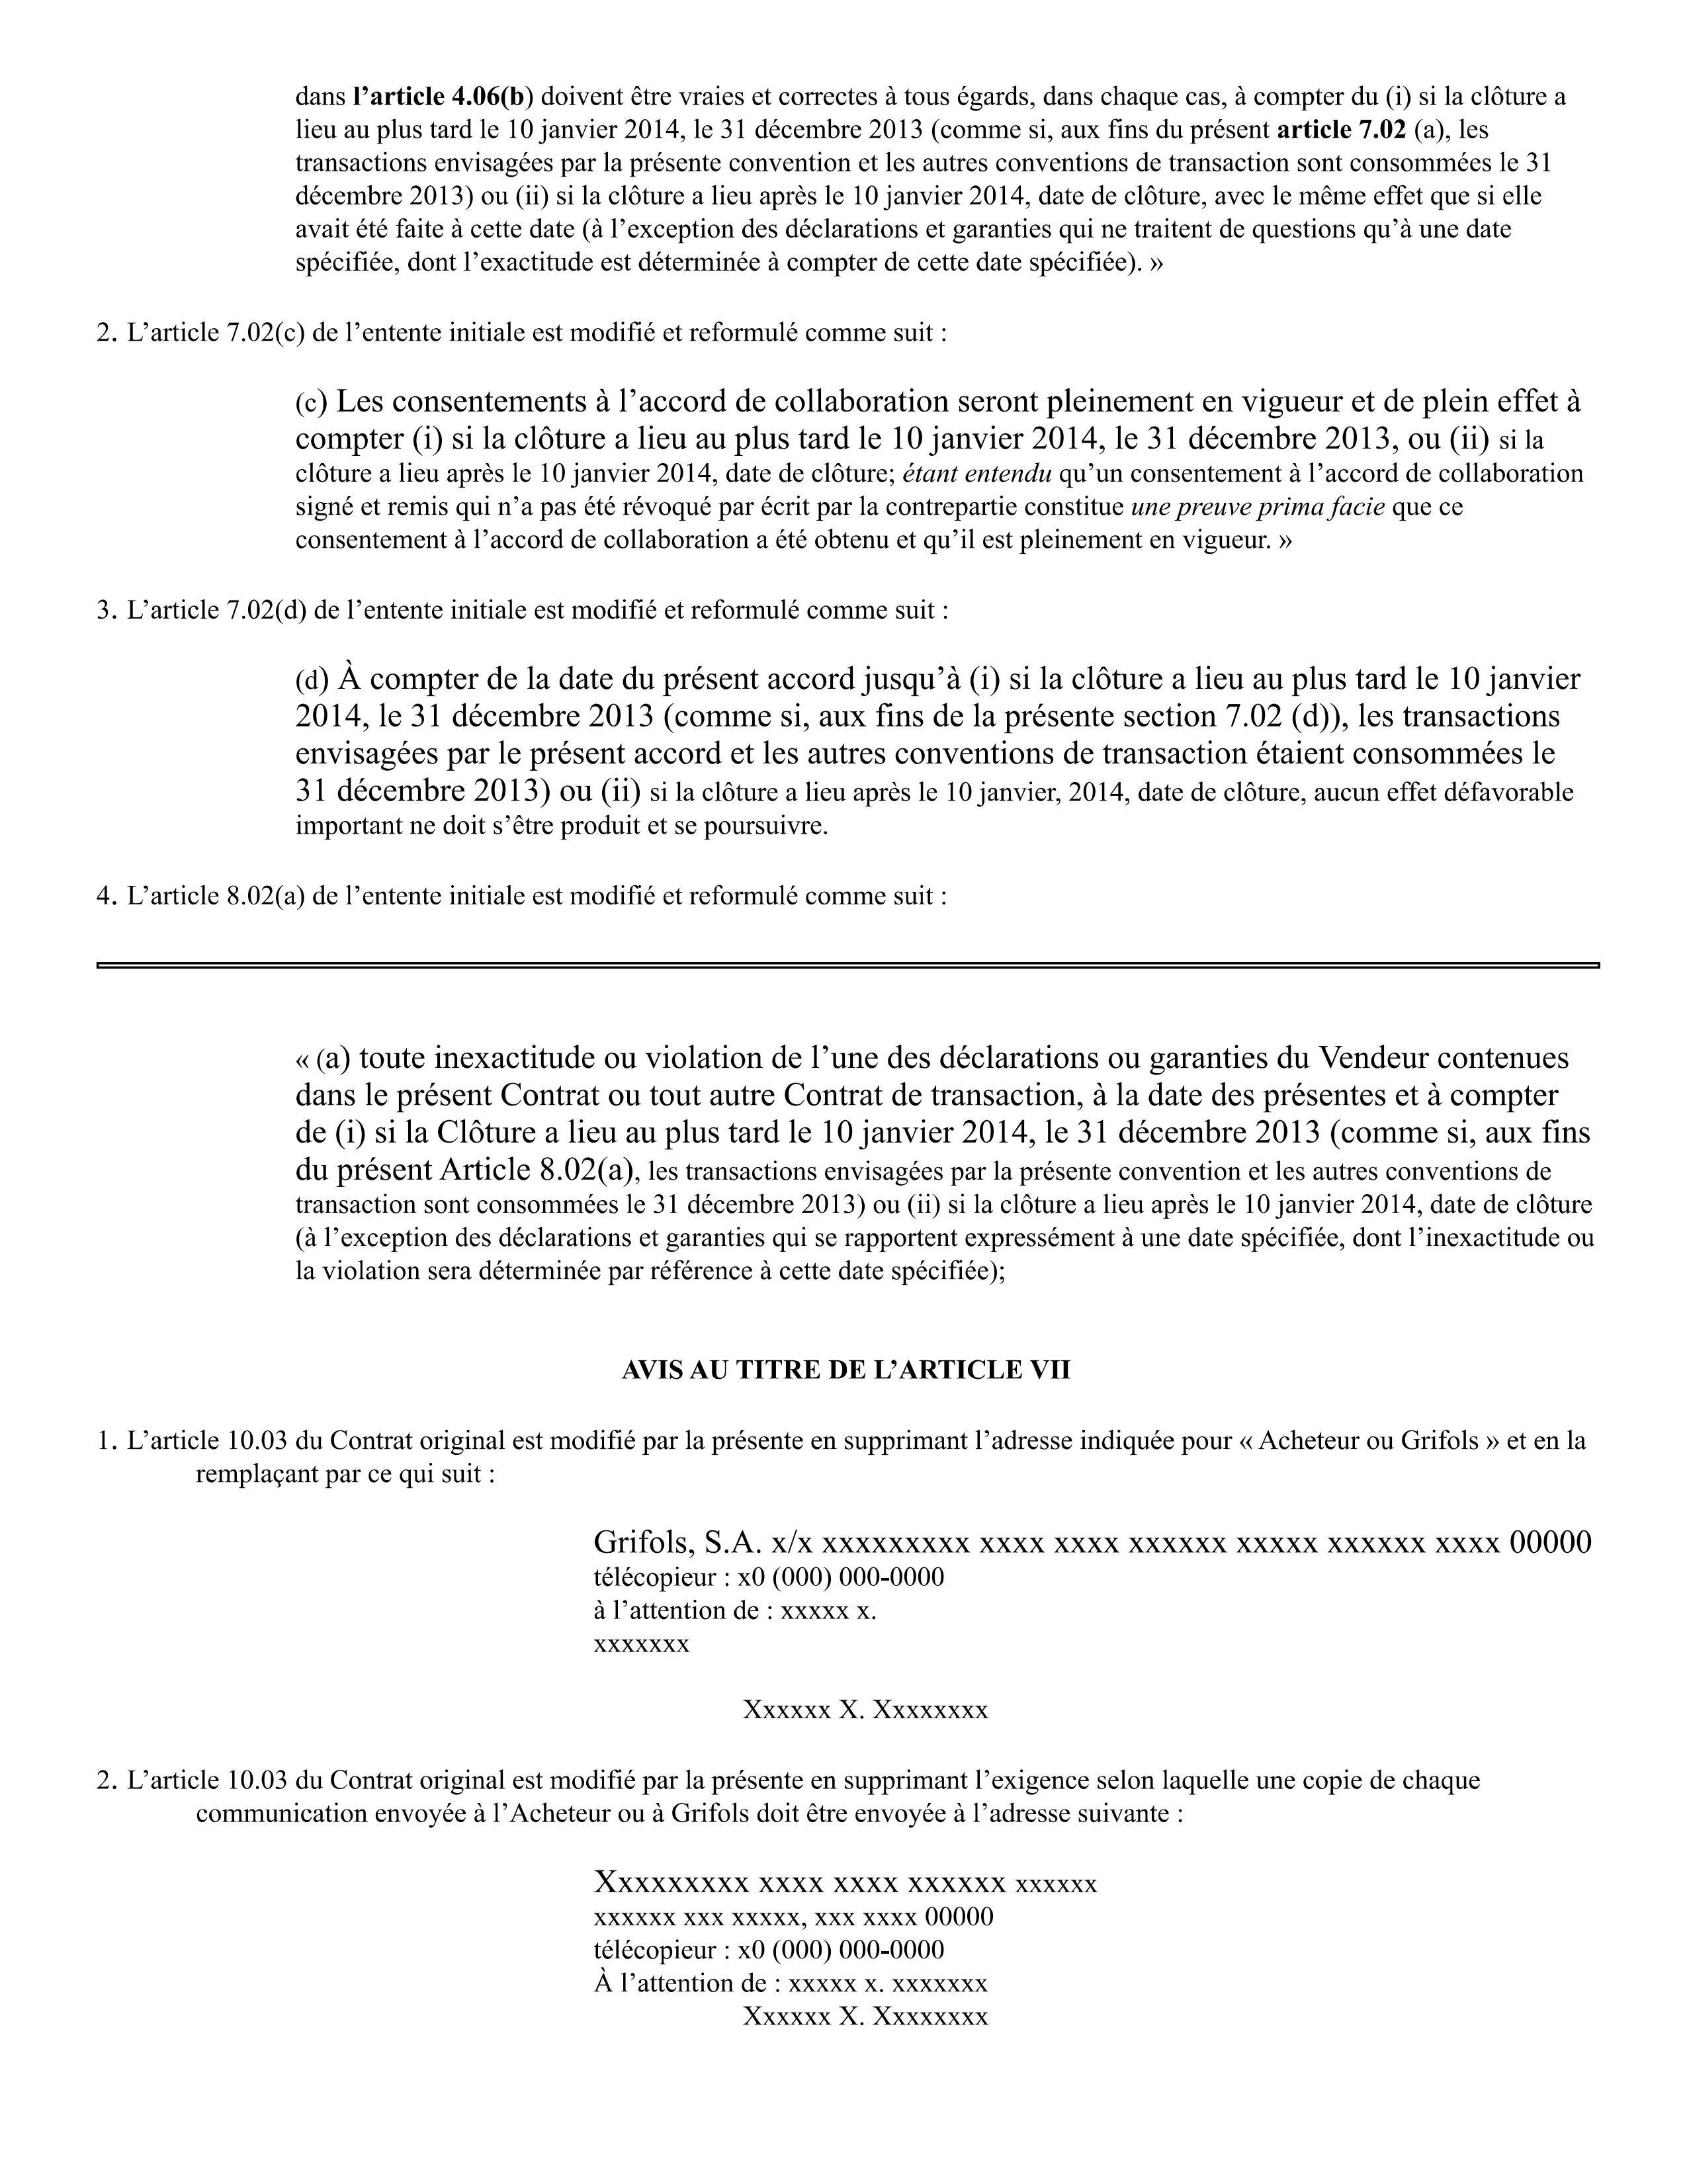 dans l’article 4.06(b) doivent être vraies et correctes à tous égards, dans chaque cas, à compter du (i) si la clôture a
lieu au plus tard le 10 janvier 2014, le 31 décembre 2013 (comme si, aux fins du présent article 7.02 (a), les
transactions envisagées par la présente convention et les autres conventions de transaction sont consommées le 31
décembre 2013) ou (ii) si la clôture a lieu après le 10 janvier 2014, date de clôture, avec le même effet que si elle
avait été faite à cette date (à l’exception des déclarations et garanties qui ne traitent de questions qu’à une date
spécifiée, dont l’exactitude est déterminée à compter de cette date spécifiée). »
2. L’article 7.02(c) de l’entente initiale est modifié et reformulé comme suit :
(c) Les consentements à l’accord de collaboration seront pleinement en vigueur et de plein effet à
compter (i) si la clôture a lieu au plus tard le 10 janvier 2014, le 31 décembre 2013, ou (ii) si la
clôture a lieu après le 10 janvier 2014, date de clôture; étant entendu qu’un consentement à l’accord de collaboration
signé et remis qui n’a pas été révoqué par écrit par la contrepartie constitue une preuve prima facie que ce
consentement à l’accord de collaboration a été obtenu et qu’il est pleinement en vigueur. »
3. L’article 7.02(d) de l’entente initiale est modifié et reformulé comme suit :
(d) À compter de la date du présent accord jusqu’à (i) si la clôture a lieu au plus tard le 10 janvier
2014, le 31 décembre 2013 (comme si, aux fins de la présente section 7.02 (d)), les transactions
envisagées par le présent accord et les autres conventions de transaction étaient consommées le
31 décembre 2013) ou (ii) si la clôture a lieu après le 10 janvier, 2014, date de clôture, aucun effet défavorable
important ne doit s’être produit et se poursuivre.
4. L’article 8.02(a) de l’entente initiale est modifié et reformulé comme suit :
« (a) toute inexactitude ou violation de l’une des déclarations ou garanties du Vendeur contenues
dans le présent Contrat ou tout autre Contrat de transaction, à la date des présentes et à compter
de (i) si la Clôture a lieu au plus tard le 10 janvier 2014, le 31 décembre 2013 (comme si, aux fins
du présent Article 8.02(a), les transactions envisagées par la présente convention et les autres conventions de
transaction sont consommées le 31 décembre 2013) ou (ii) si la clôture a lieu après le 10 janvier 2014, date de clôture
(à l’exception des déclarations et garanties qui se rapportent expressément à une date spécifiée, dont l’inexactitude ou
la violation sera déterminée par référence à cette date spécifiée);
AVIS AU TITRE DE L’ARTICLE VII
1. L’article 10.03 du Contrat original est modifié par la présente en supprimant l’adresse indiquée pour « Acheteur ou Grifols » et en la
remplaçant par ce qui suit :
Grifols, S.A. x/x xxxxxxxxx xxxx xxxx xxxxxx xxxxx xxxxxx xxxx 00000
télécopieur : x0 (000) 000-0000
à l’attention de : xxxxx x.
xxxxxxx
Xxxxxx X. Xxxxxxxx
2. L’article 10.03 du Contrat original est modifié par la présente en supprimant l’exigence selon laquelle une copie de chaque
communication envoyée à l’Acheteur ou à Grifols doit être envoyée à l’adresse suivante :
Xxxxxxxxx xxxx xxxx xxxxxx xxxxxx
xxxxxx xxx xxxxx, xxx xxxx 00000
télécopieur : x0 (000) 000-0000
À l’attention de : xxxxx x. xxxxxxx
Xxxxxx X. Xxxxxxxx